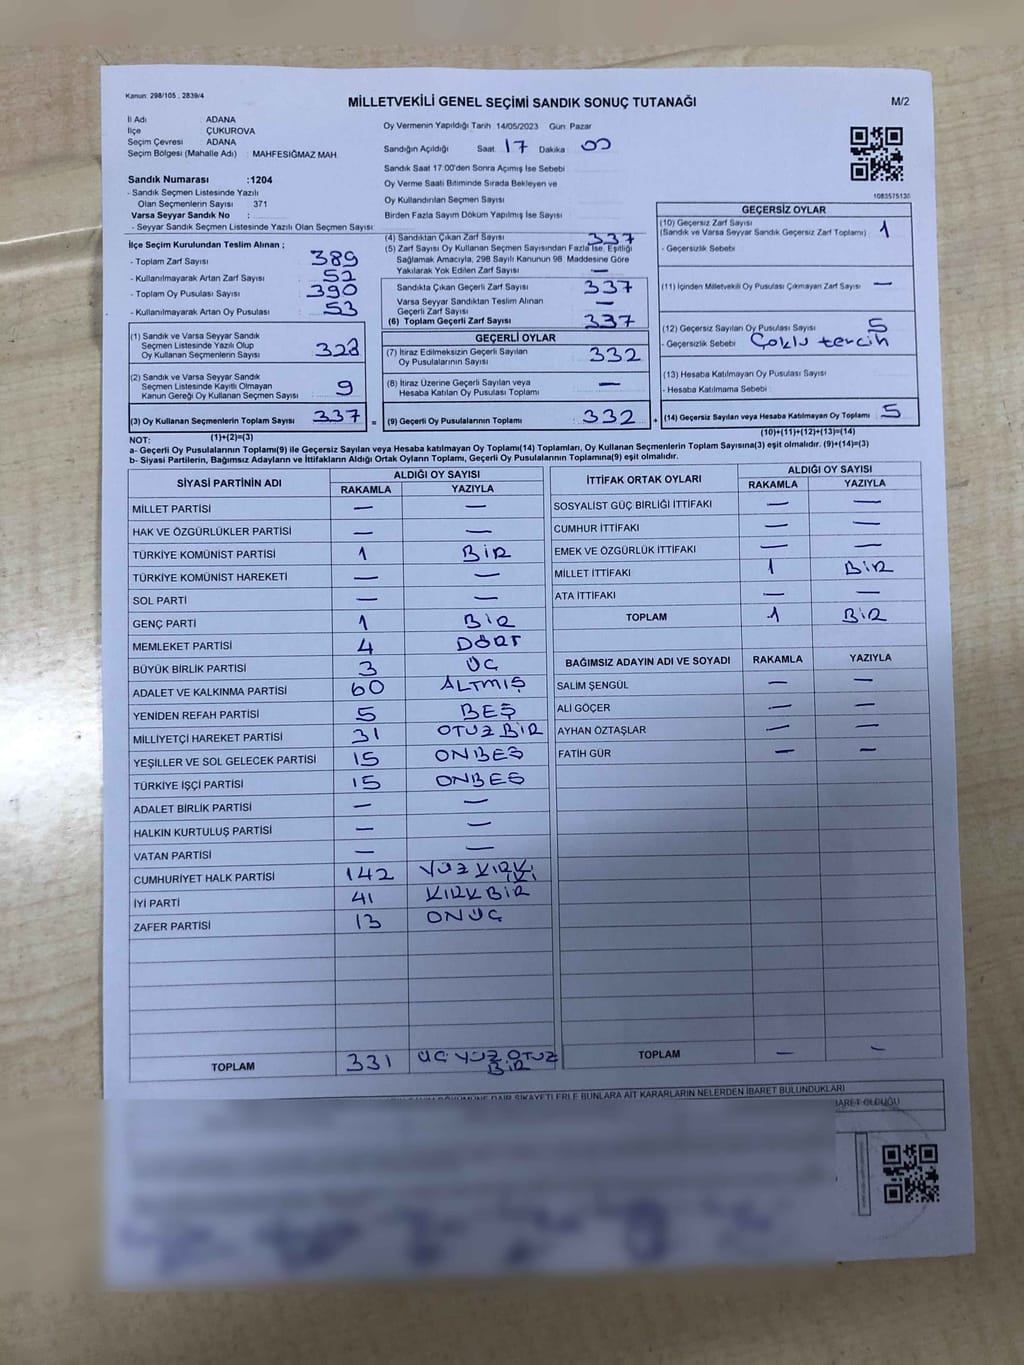 Kanun: 298/105 , 2839/4
MİLLETVEKİLİ GENEL SEÇİMİ SANDIK SONUÇ TUTANAĞI
M/2
İl Adı : ADANA
İlçe : ÇUKUROVA
Seçim Çevresi : ADANA
Seçim Bölgesi (Mahalle Adı) : MAHFESIĞMAZ MAH.
Oy Vermenin Yapıldığı Tarih 14/05/2023 Gün: Pazar
Sandığın Açıldığı Saat 17 Dakika : 00
Sandık Saat 17:00'den Sonra Açımış İse Sebebi
Oy Verme Saati Bitiminde Sırada Bekleyen ve
Oy Kullandırılan Seçmen Sayısı
Birden Fazla Sayım Döküm Yapılmış İse Sayısı
1083575130
Sandık Numarası :1204
- Sandık Seçmen Listesinde Yazılı
Olan Seçmenlerin Sayısı 371
Varsa Seyyar Sandık No :
- Seyyar Sandık Seçmen Listesinde Yazılı Olan Seçmen Sayısı
İlçe Seçim Kurulundan Teslim Alınan ;
- Toplam Zarf Sayısı : 389
- Kullanılmayarak Artan Zarf Sayısı : 52
- Toplam Oy Pusulası Sayısı : 390
- Kullanılmayarak Artan Oy Pusulası : 53
(1) Sandık ve Varsa Seyyar Sandık
Seçmen Listesinde Yazılı Olup
Oy Kullanan Seçmenlerin Sayısı : 328
(2) Sandık ve Varsa Seyyar Sandık
Seçmen Listesinde Kayıtlı Olmayan
Kanun Gereği Oy Kullanan Seçmen Sayısı : 9
(3) Oy Kullanan Seçmenlerin Toplam Sayısı : 337 =
(4) Sandıktan Çıkan Zarf Sayısı 337
(5) Zarf Sayısı Oy Kullanan Seçmen Sayısından Fazla İse, Eşitliği
Sağlamak Amacıyla, 298 Sayılı Kanunun 98. Maddesine Göre
Yakılarak Yok Edilen Zarf Sayısı : —
Sandıkta Çıkan Geçerli Zarf Sayısı : 337
Varsa Seyyar Sandıktan Teslim Alınan
Geçerli Zarf Sayısı : —
(6) Toplam Geçerli Zarf Sayısı : 337
GEÇERLİ OYLAR
(7) İtiraz Edilmeksizin Geçerli Sayılan
Oy Pusulalarının Sayısı : 332
(8) İtiraz Üzerine Geçerli Sayılan veya
Hesaba Katılan Oy Pusulası Toplamı : —
(9) Geçerli Oy Pusulalarının Toplamı : 332 +
GEÇERSİZ OYLAR
(10) Geçersiz Zarf Sayısı
(Sandık ve Varsa Seyyar Sandık Geçersiz Zarf Toplamı) : 1
- Geçersizlik Sebebi
(11) İçinden Milletvekili Oy Pusulası Çıkmayan Zarf Sayısı : —
(12) Geçersiz Sayılan Oy Pusulası Sayısı : 5
- Geçersizlik Sebebi : Çoklu tercih
(13) Hesaba Katılmayan Oy Pusulası Sayısı :
- Hesaba Katılmama Sebebi :
(14) Geçersiz Sayılan veya Hesaba Katılmayan Oy Toplamı : 5
NOT: (1)+(2)=(3)
(10)+(11)+(12)+(13)=(14)
a- Geçerli Oy Pusulalarının Toplamı(9) ile Geçersiz Sayılan veya Hesaba katılmayan Oy Toplamı(14) Toplamları, Oy Kullanan Seçmenlerin Toplam Sayısına(3) eşit olmalıdır. (9)+(14)=(3)
b- Siyasi Partilerin, Bağımsız Adayların ve İttifakların Aldığı Ortak Oyların Toplamı, Geçerli Oy Pusulalarının Toplamına(9) eşit olmalıdır.
SİYASİ PARTİNİN ADI ALDIĞI OY SAYISI
RAKAMLA YAZIYLA
MİLLET PARTİSİ — —
HAK VE ÖZGÜRLÜKLER PARTİSİ — —
TÜRKİYE KOMÜNİST PARTİSİ 1 BİR
TÜRKİYE KOMÜNİST HAREKETİ — —
SOL PARTİ — —
GENÇ PARTİ 1 BİR
MEMLEKET PARTİSİ 4 DÖRT
BÜYÜK BİRLİK PARTİSİ 3 ÜÇ
ADALET VE KALKINMA PARTİSİ 60 ALTMIŞ
YENİDEN REFAH PARTİSİ 5 BEŞ
MİLLİYETÇİ HAREKET PARTİSİ 31 OTUZ BİR
YEŞİLLER VE SOL GELECEK PARTİSİ 15 ONBEŞ
TÜRKİYE İŞÇİ PARTİSİ 15 ONBEŞ
ADALET BİRLİK PARTİSİ — —
HALKIN KURTULUŞ PARTİSİ — —
VATAN PARTİSİ — —
CUMHURİYET HALK PARTİSİ 142 YÜZ KIRK İKİ
İYİ PARTİ 41 KIRK BİR
ZAFER PARTİSİ 13 ONÜÇ
TOPLAM 331 ÜÇ YÜZ OTUZ BİR
İTTİFAK ORTAK OYLARI ALDIĞI OY SAYISI
RAKAMLA YAZIYLA
SOSYALİST GÜÇ BİRLİĞİ İTTİFAKI — —
CUMHUR İTTİFAKI — —
EMEK VE ÖZGÜRLÜK İTTİFAKI — —
MİLLET İTTİFAKI 1 BİR
ATA İTTİFAKI — —
TOPLAM 1 BİR
BAĞIMSIZ ADAYIN ADI VE SOYADI RAKAMLA YAZIYLA
SALİM ŞENGÜL — —
ALİ GÖÇER — —
AYHAN ÖZTAŞLAR — —
FATİH GÜR — —
TOPLAM — —
DAİR ŞİKAYETLERLE BUNLARA AİT KARARLARIN NELERDEN İBARET BULUNDUKLARI